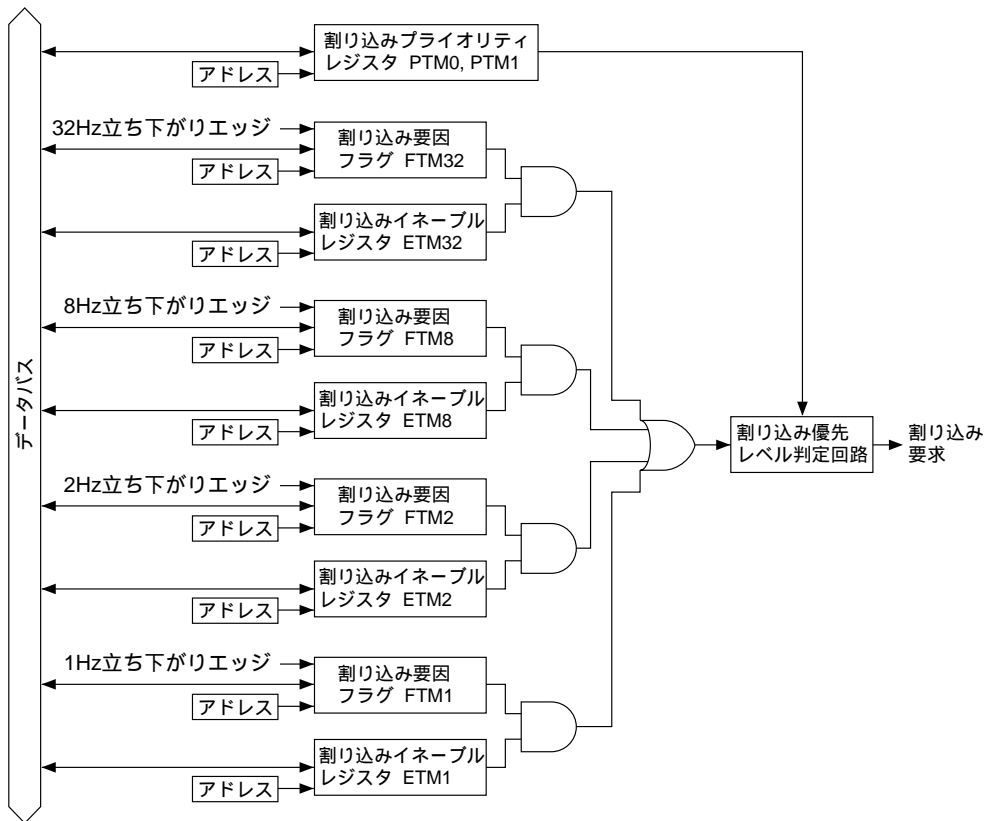 データバス
割り込みプライオリティ
レジスタ PTM0, PTM1
アドレス
32Hz立ち下がりエッジ
割り込み要因
フラグ FTM32
アドレス
割り込みイネーブル
レジスタ ETM32
アドレス
8Hz立ち下がりエッジ
割り込み要因
フラグ FTM8
アドレス
割り込みイネーブル
レジスタ ETM8
アドレス
2Hz立ち下がりエッジ
割り込み要因
フラグ FTM2
アドレス
割り込みイネーブル
レジスタ ETM2
アドレス
1Hz立ち下がりエッジ
割り込み要因
フラグ FTM1
アドレス
割り込みイネーブル
レジスタ ETM1
アドレス
割り込み優先
レベル判定回路
割り込み
要求